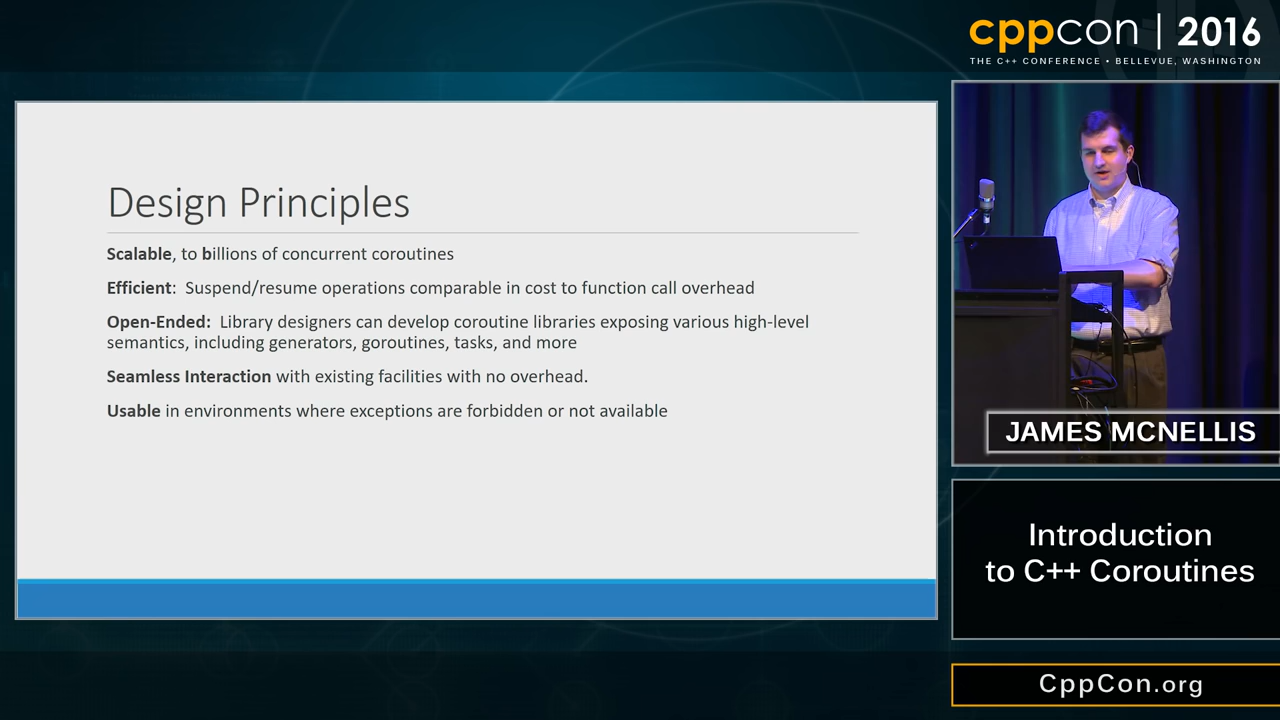 cppcon | 2016
THE C++ CONFERENCE • BELLEVUE, WASHINGTON
Design Principles
Scalable, to billions of concurrent coroutines
Efficient:  Suspend/resume operations comparable in cost to function call overhead
Open-Ended:  Library designers can develop coroutine libraries exposing various high-level
semantics, including generators, goroutines, tasks, and more
Seamless Interaction with existing facilities with no overhead.
Usable in environments where exceptions are forbidden or not available
JAMES MCNELLIS
Introduction
to C++ Coroutines
CppCon.org